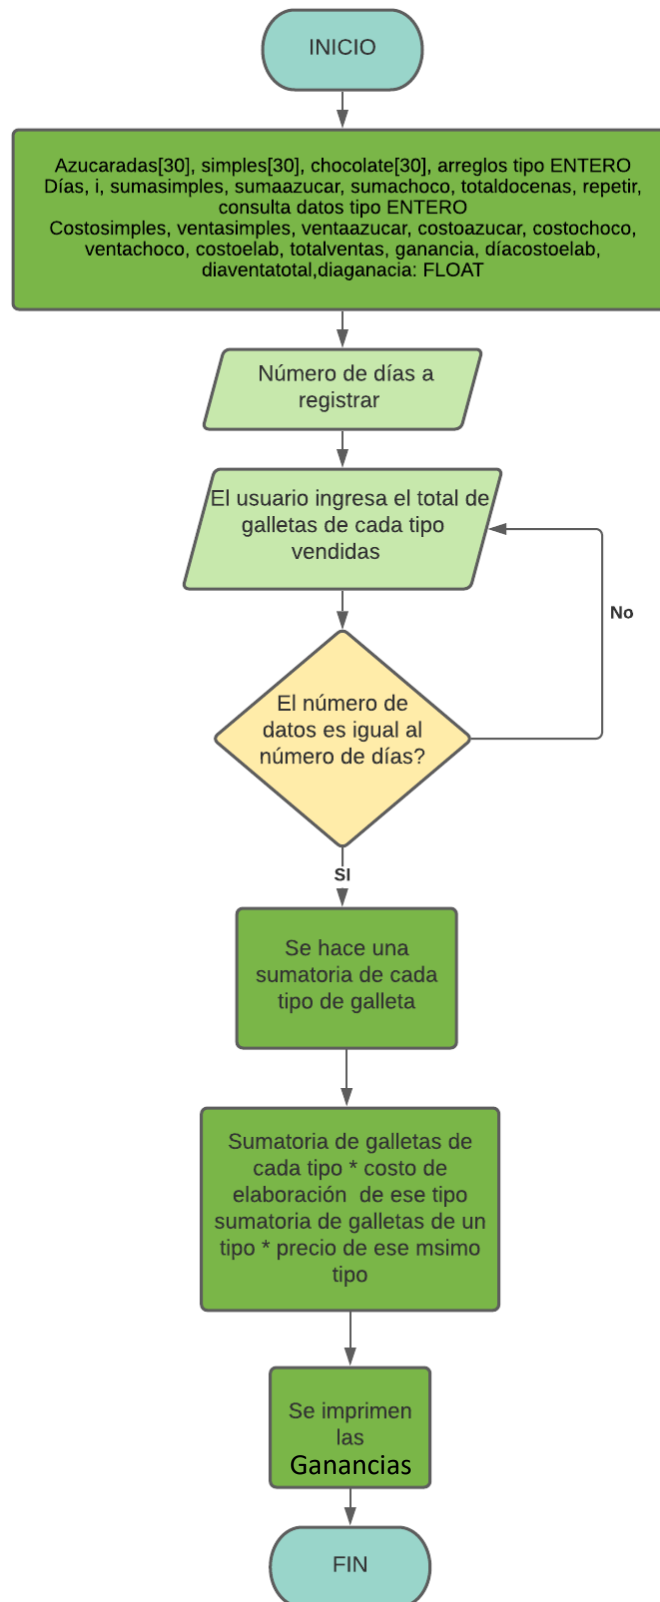 INICIO
Azucaradas[30], simples[30], chocolate[30], arreglos tipo ENTERO
Días, i, sumasimples, sumaazucar, sumachoco, totaldocenas, repetir,
consulta datos tipo ENTERO
Costosimples, ventasimples, ventaazucar, costoazucar, costochoco,
ventachoco, costoelab, totalventas, ganancia, díacostoelab,
diaventatotal,diaganacia: FLOAT
Número de días a
registrar
El usuario ingresa el total de
galletas de cada tipo
vendidas
No
El número de
datos es igual al
número de días?
SI
Se hace una
sumatoria de cada
tipo de galleta
Sumatoria de galletas de
cada tipo * costo de
elaboración de ese tipo
sumatoria de galletas de un
tipo * precio de ese msimo
tipo
Se imprimen
las
Ganancias
FIN